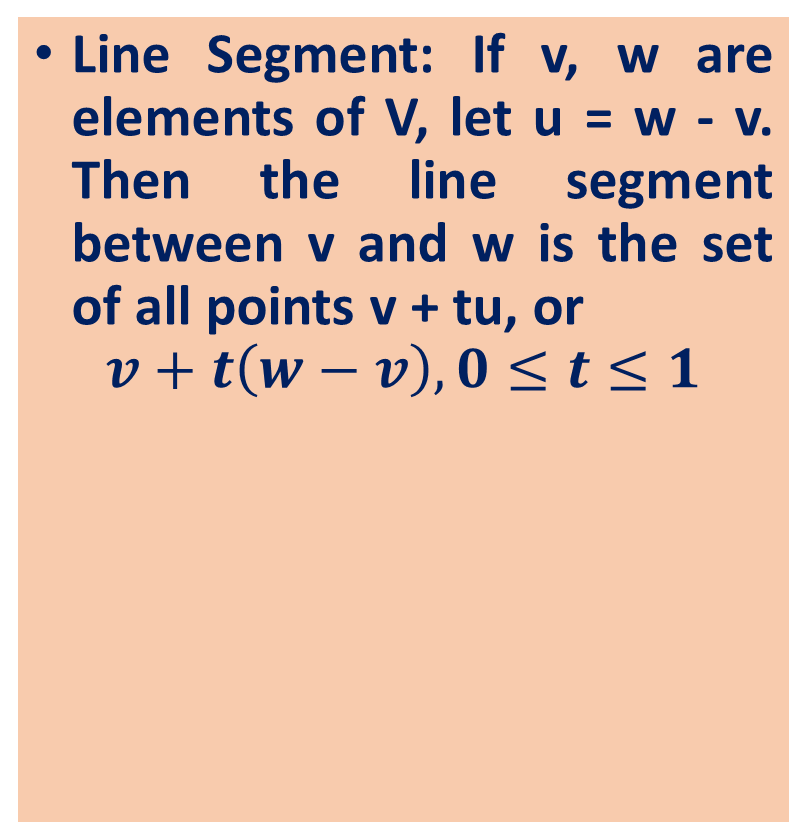 • Line Segment: If v, w are
elements of V, let u = w - v.
Then the line segment
between v and w is the set
of all points v + tu, or
𝒗 + 𝒕(𝒘 − 𝒗), 𝟎 ≤ 𝒕 ≤ 𝟏